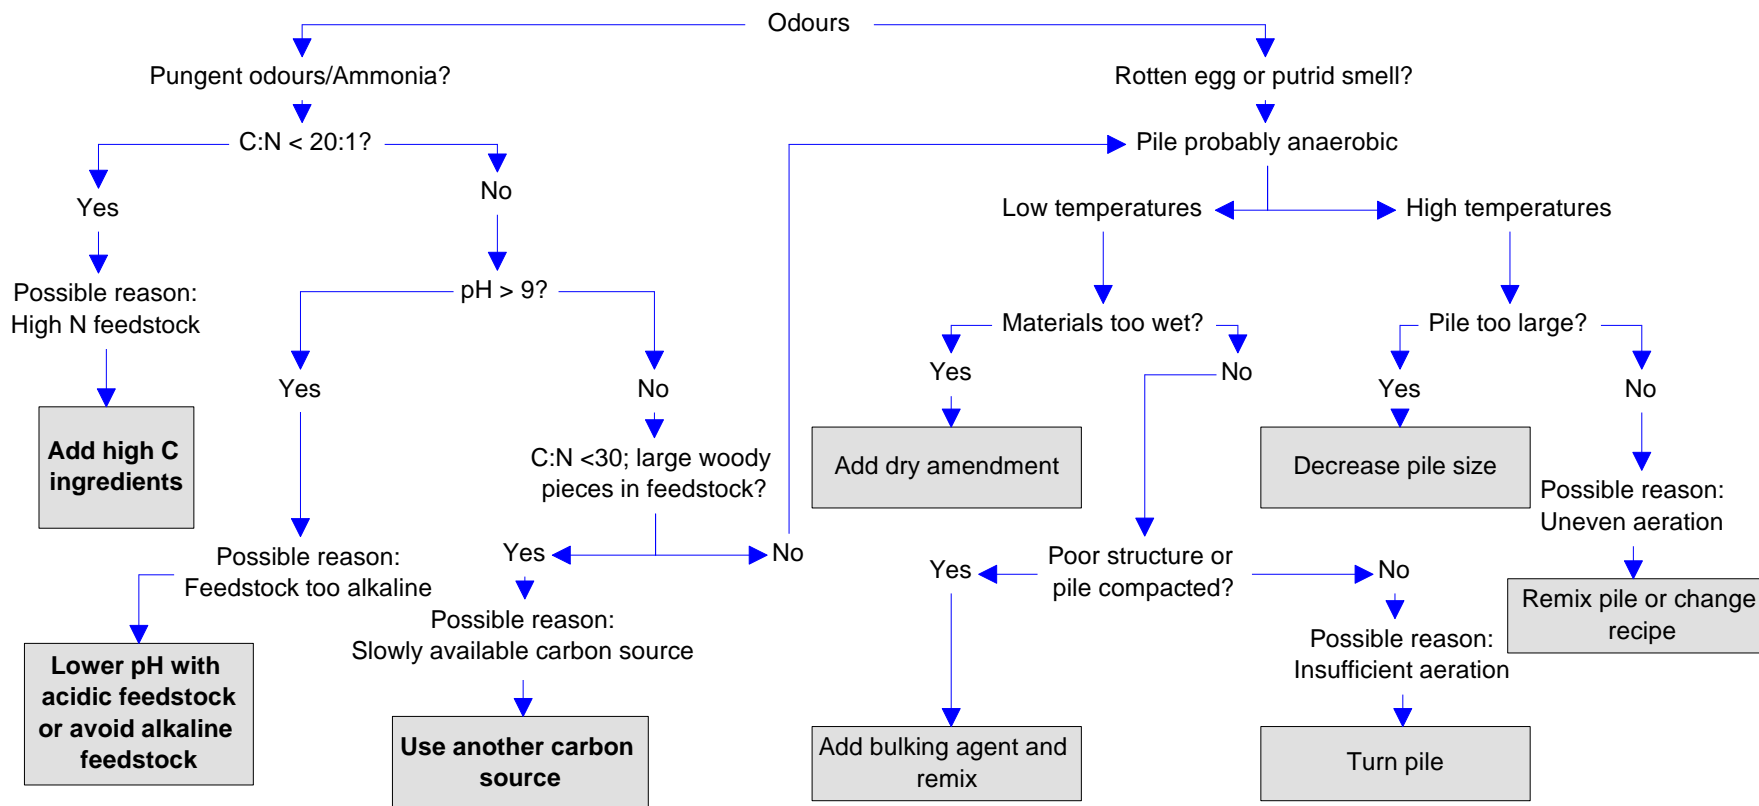 Odours
Pungent odours/Ammonia?
Rotten egg or putrid smell?
C:N < 20:1?
Pile probably anaerobic
Yes
No
Low temperatures
High temperatures
Possible reason:
High N feedstock
pH > 9?
Materials too wet?
Pile too large?
Yes
No
Yes
No
Yes
No
Add high C
ingredients
C:N <30; large woody
pieces in feedstock?
Add dry amendment
Decrease pile size
Possible reason:
Uneven aeration
Possible reason:
Feedstock too alkaline
Yes
No
Yes
Poor structure or
pile compacted?
No
Remix pile or change
recipe
Possible reason:
Slowly available carbon source
Possible reason:
Insufficient aeration
Lower pH with
acidic feedstock
or avoid alkaline
feedstock
Use another carbon
source
Add bulking agent and
remix
Turn pile